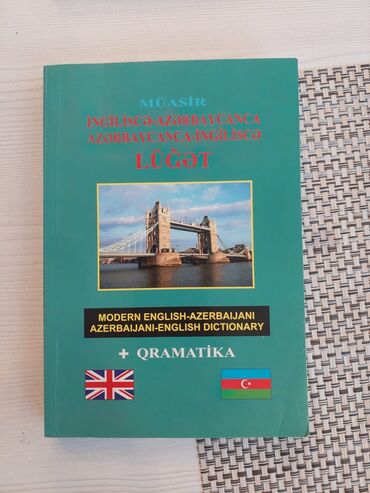 MÜASİR
İNGİLİSCƏ-AZƏRBAYCANCA
AZƏRBAYCANCA-İNGİLİSCƏ
LÜĞƏT
MODERN ENGLISH-AZERBAIJANI
AZERBAIJANI-ENGLISH DICTIONARY
+ QRAMATİKA